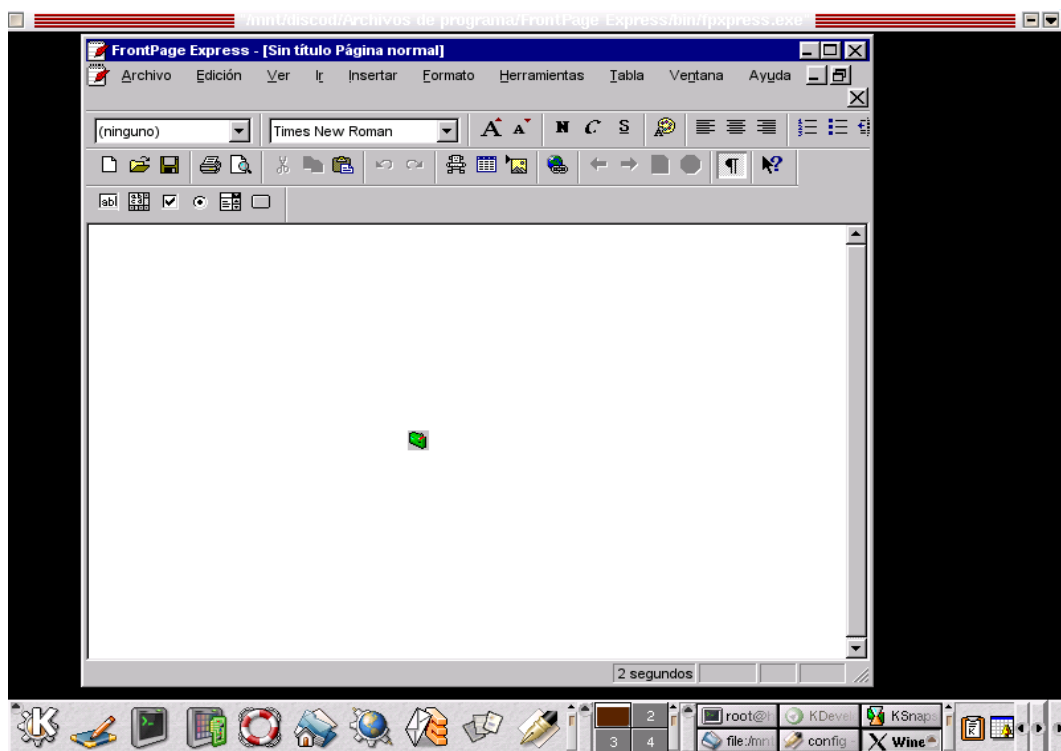 /mnt/discod/Archivos de programa/FrontPage Express/bin/fpxpress.exe
FrontPage Express - [Sin título Página normal]
Archivo Edición Ver Ir Insertar Formato Herramientas Tabla Ventana Ayuda
(ninguno) Times New Roman A A N C S
abl
2 segundos
2
3 4
root@ KDevel KSnaps
file:/mnt config - Wine